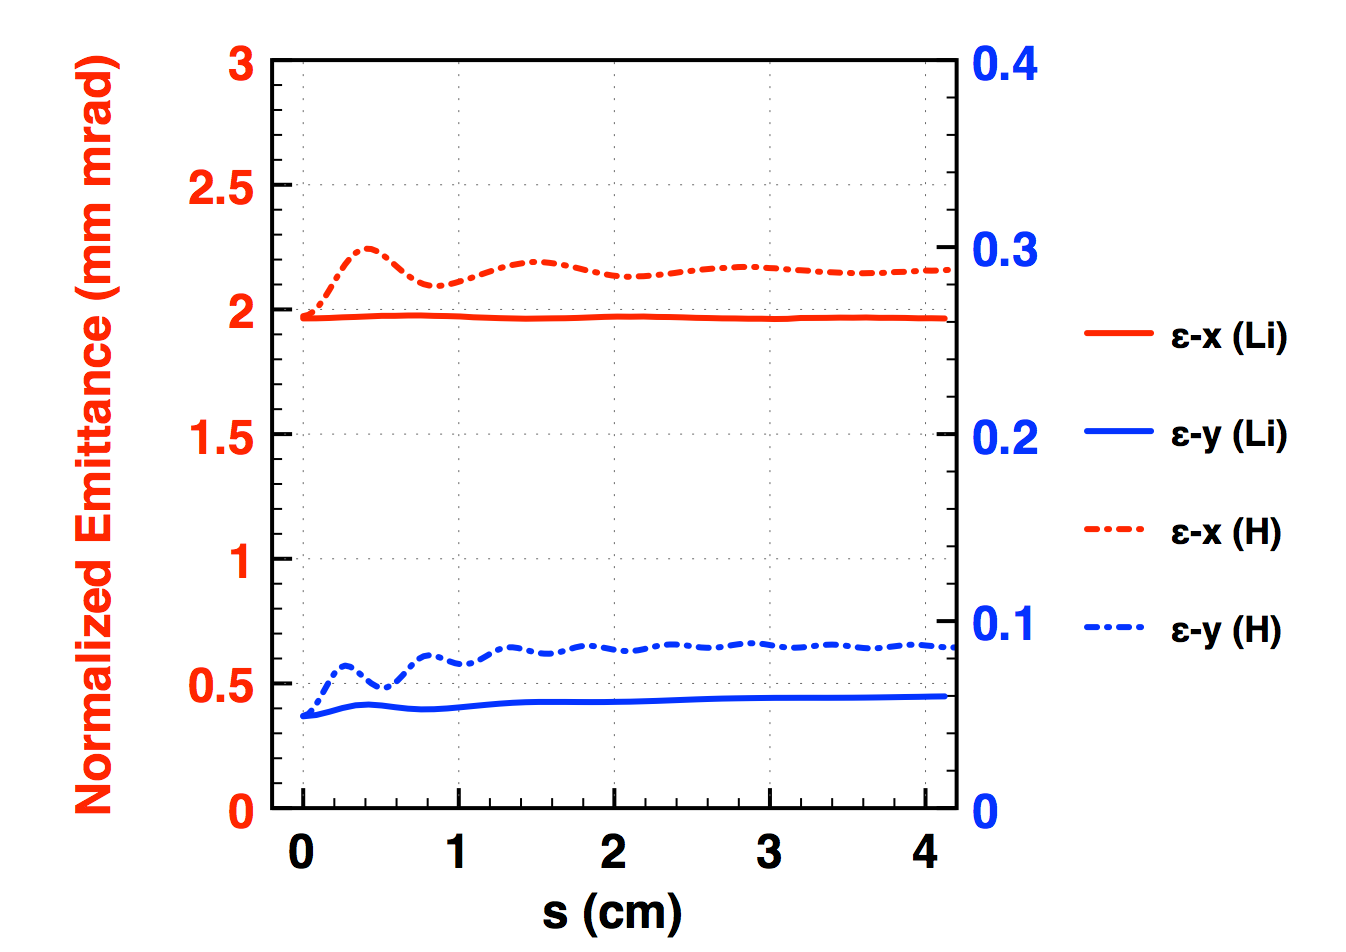 Normalized Emittance (mm mrad)
3
2.5
2
1.5
1
0.5
0
0.4
0.3
0.2
0.1
0
0 1 2 3 4
s (cm)
ε-x (Li)
ε-y (Li)
ε-x (H)
ε-y (H)